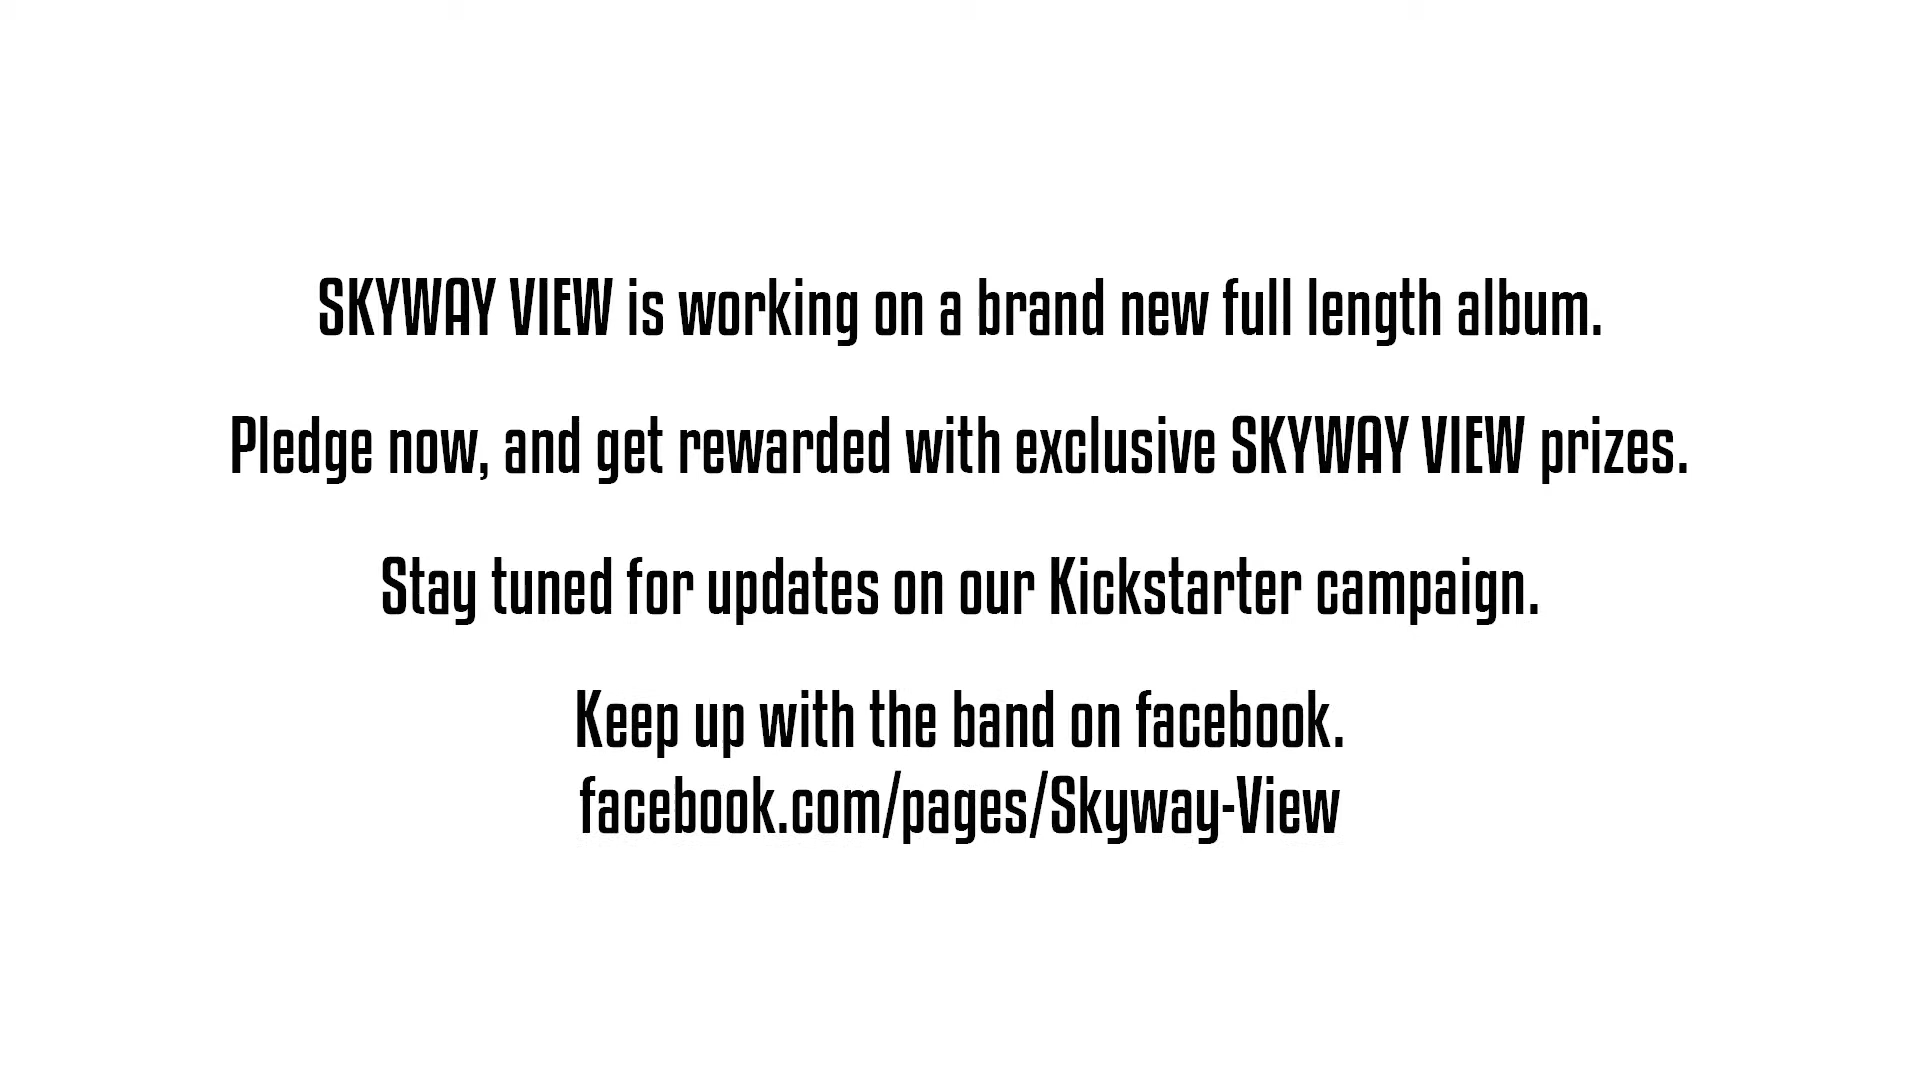 SKYWAY VIEW is working on a brand new full length album.
Pledge now, and get rewarded with exclusive SKYWAY VIEW prizes.
Stay tuned for updates on our Kickstarter campaign.
Keep up with the band on facebook.
facebook.com/pages/Skyway-View